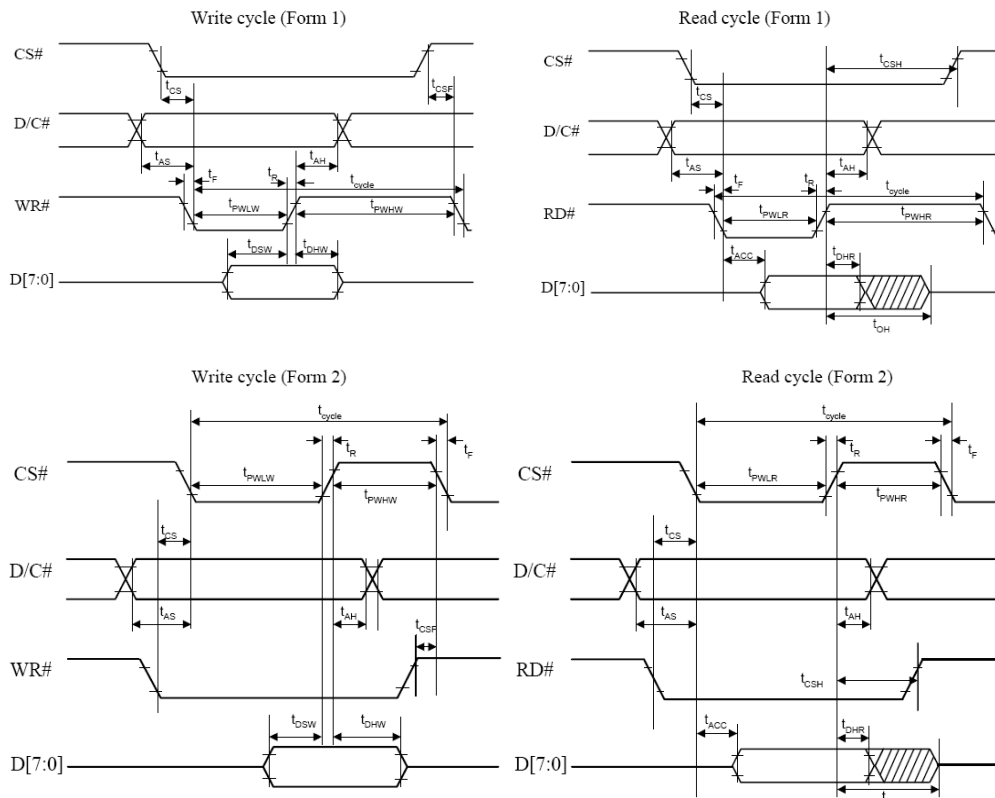 Write cycle (Form 1)
CS#
tCS
tCSF
D/C#
tAS
tF
tR
tAH
tcycle
WR#
tPWLW
tPWHW
tDSW
tDHW
D[7:0]
Read cycle (Form 1)
CS#
tCSH
tCS
D/C#
tAS
tF
tR
tAH
tcycle
RD#
tPWLR
tPWHR
tACC
tDHR
D[7:0]
tOH
Write cycle (Form 2)
tcycle
tR
tF
CS#
tPWLW
tPWHW
tCS
D/C#
tAS
tAH
tCSF
WR#
tDSW
tDHW
D[7:0]
Read cycle (Form 2)
tcycle
tR
tF
CS#
tPWLR
tPWHR
tCS
D/C#
tAS
tAH
RD#
tCSH
tACC
tDHR
D[7:0]
t